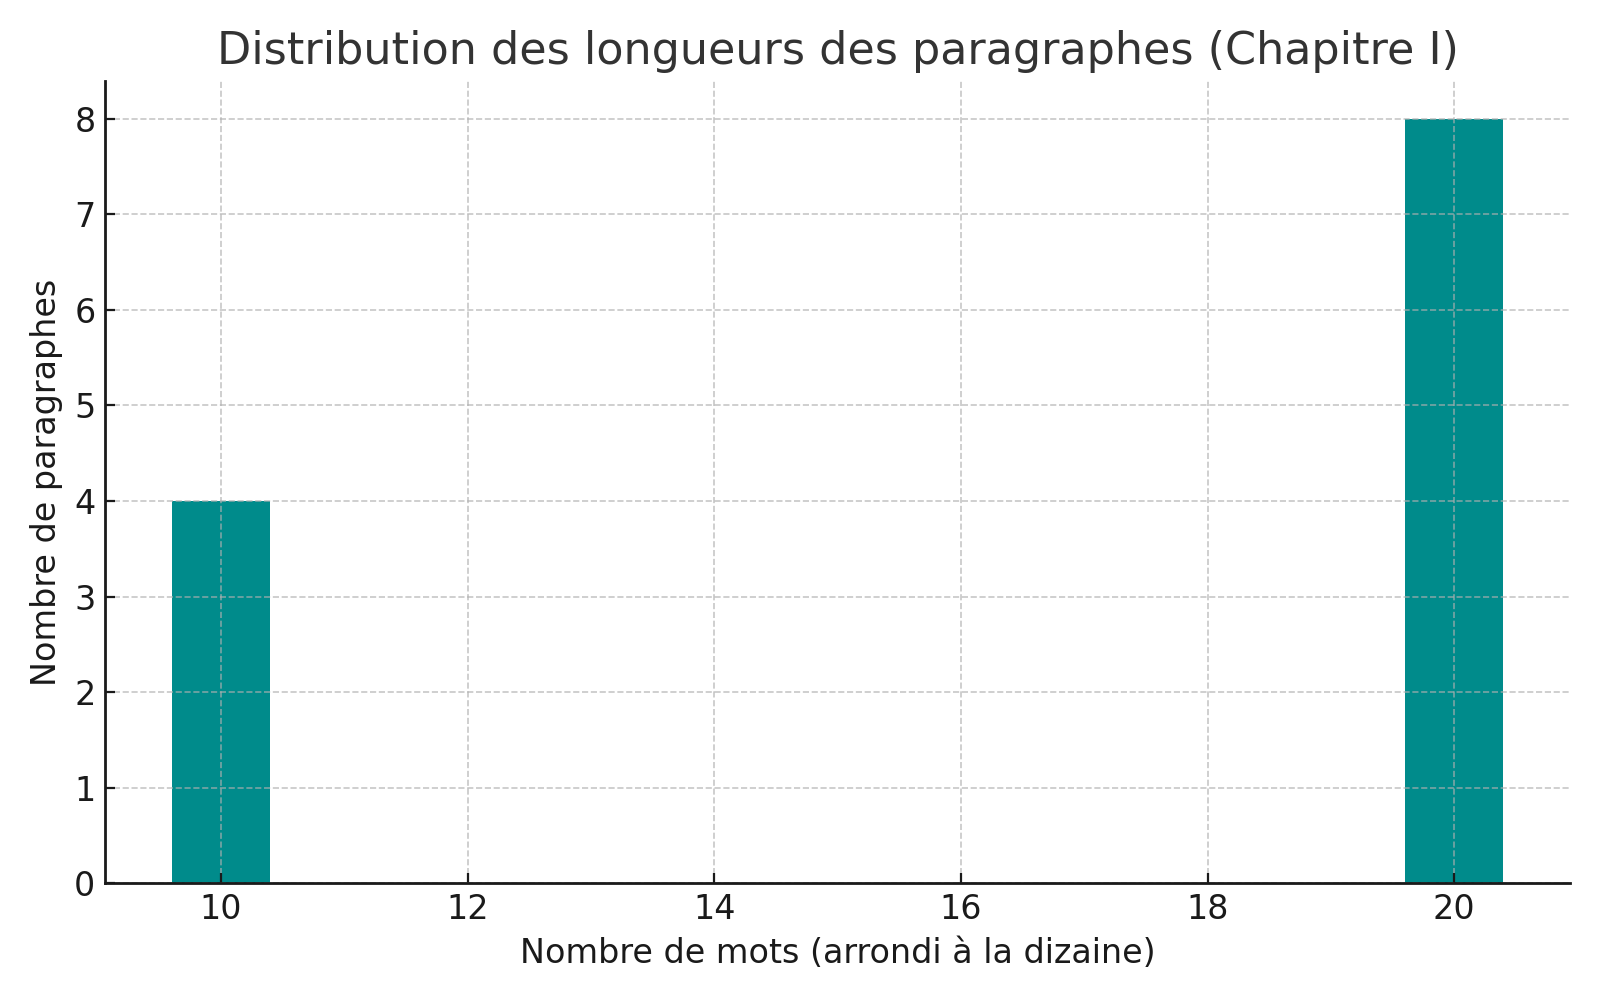 Distribution des longueurs des paragraphes (Chapitre I)
Nombre de paragraphes
8
7
6
5
4
3
2
1
0
10 12 14 16 18 20
Nombre de mots (arrondi à la dizaine)